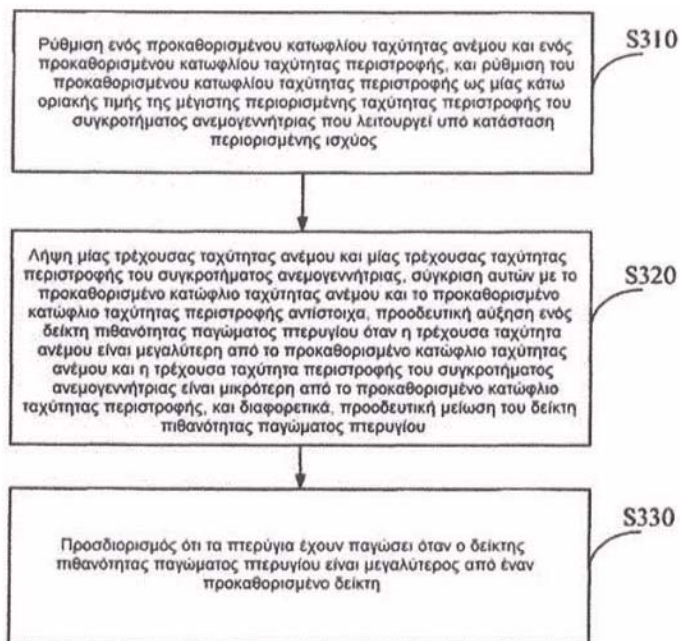 Ρύθμιση ενός προκαθορισμένου κατωφλίου ταχύτητας ανέμου και ενός
προκαθορισμένου κατωφλίου ταχύτητας περιστροφής, και ρύθμιση του
προκαθορισμένου κατωφλίου ταχύτητας περιστροφής ως μίας κάτω
οριακής τιμής της μέγιστης περιορισμένης ταχύτητας περιστροφής του
συγκροτήματος ανεμογεννήτριας που λειτουργεί υπό κατάσταση
περιορισμένης ισχύος
S310
Λήψη μίας τρέχουσας ταχύτητας ανέμου και μίας τρέχουσας ταχύτητας
περιστροφής του συγκροτήματος ανεμογεννήτριας, σύγκριση αυτών με το
προκαθορισμένο κατώφλιο ταχύτητας ανέμου και το προκαθορισμένο
κατώφλιο ταχύτητας περιστροφής αντίστοιχα, προοδευτική αύξηση ενός
δείκτη πιθανότητας παγώματος πτερυγίου όταν η τρέχουσα ταχύτητα
ανέμου είναι μεγαλύτερη από το προκαθορισμένο κατώφλιο ταχύτητας
ανέμου και η τρέχουσα ταχύτητα περιστροφής του συγκροτήματος
ανεμογεννήτριας είναι μικρότερη από το προκαθορισμένο κατώφλιο
ταχύτητας περιστροφής, και διαφορετικά, προοδευτική μείωση του δείκτη
πιθανότητας παγώματος πτερυγίου
S320
Προσδιορισμός ότι τα πτερύγια έχουν παγώσει όταν ο δείκτης
πιθανότητας παγώματος πτερυγίου είναι μεγαλύτερος από έναν
προκαθορισμένο δείκτη
S330